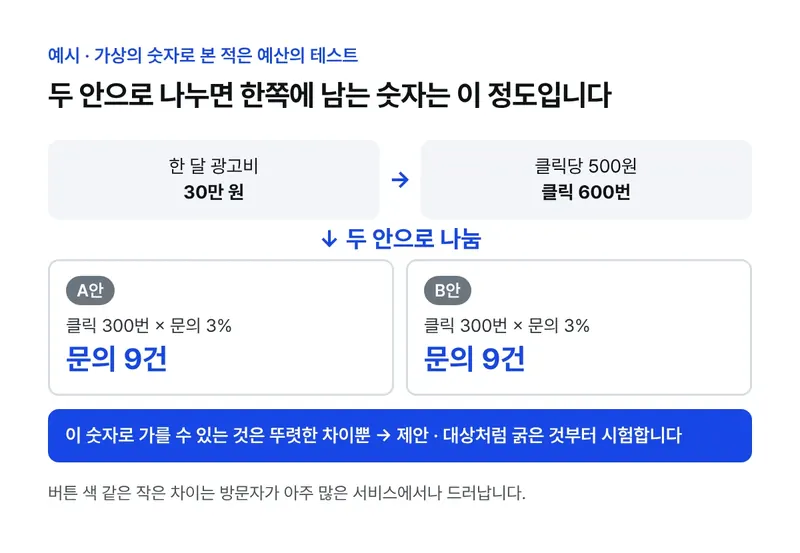 예시 · 가상의 숫자로 본 적은 예산의 테스트
두 안으로 나누면 한쪽에 남는 숫자는 이 정도입니다
한 달 광고비
30만 원
→
클릭당 500원
클릭 600번
↓ 두 안으로 나눔
A안
클릭 300번 × 문의 3%
문의 9건
B안
클릭 300번 × 문의 3%
문의 9건
이 숫자로 가를 수 있는 것은 뚜렷한 차이뿐 → 제안 · 대상처럼 굵은 것부터 시험합니다
버튼 색 같은 작은 차이는 방문자가 아주 많은 서비스에서나 드러납니다.